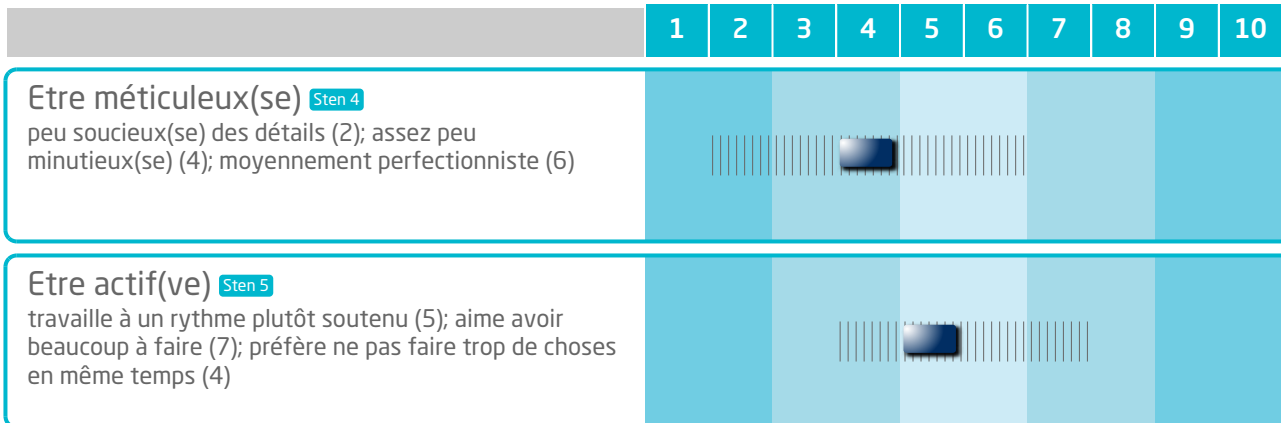 1 2 3 4 5 6 7 8 9 10
Etre méticuleux(se) Sten 4
peu soucieux(se) des détails (2); assez peu
minutieux(se) (4); moyennement perfectionniste (6)
Etre actif(ve) Sten 5
travaille à un rythme plutôt soutenu (5); aime avoir
beaucoup à faire (7); préfère ne pas faire trop de choses
en même temps (4)